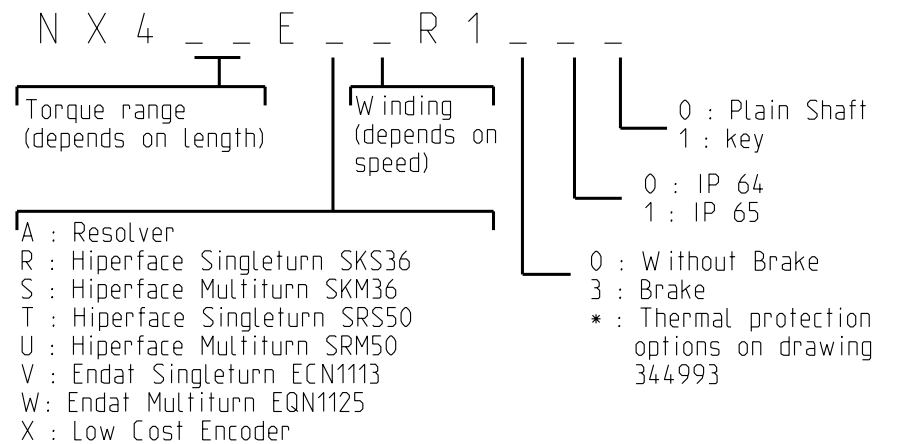 NX4__E__R1___
Torque range
(depends on length)
Winding
(depends on
speed)
0 : Plain Shaft
1 : key
0 : IP 64
1 : IP 65
A : Resolver
R : Hiperface Singleturn SKS36
S : Hiperface Multiturn SKM36
T : Hiperface Singleturn SRS50
U : Hiperface Multiturn SRM50
V : Endat Singleturn ECN1113
W: Endat Multiturn EQN1125
X : Low Cost Encoder
0 : Without Brake
3 : Brake
* : Thermal protection
options on drawing
344993